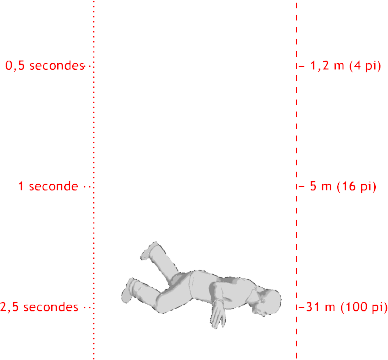 0,5 secondes 1,2 m (4 pi)
1 seconde 5 m (16 pi)
2,5 secondes 31 m (100 pi)